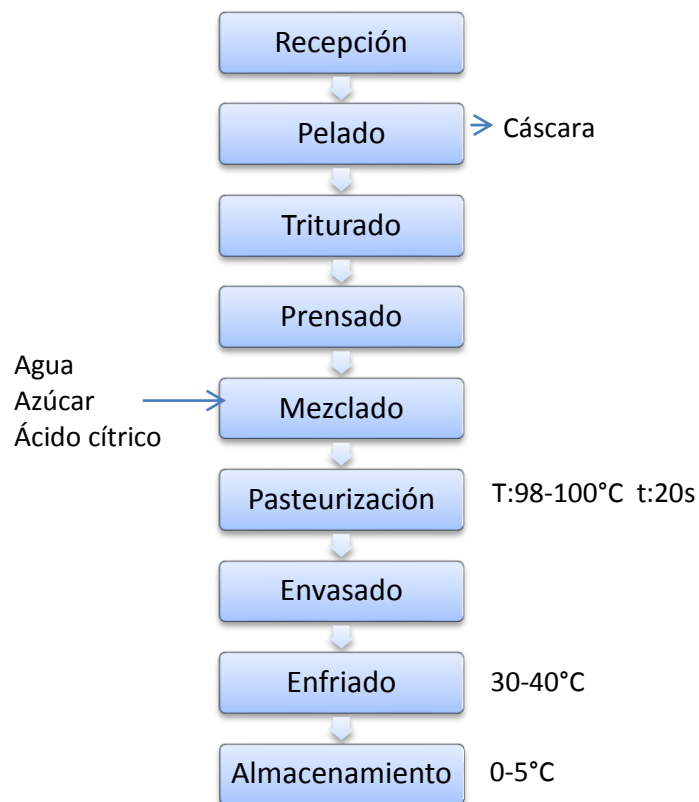 Recepción
Pelado
Cáscara
Triturado
Prensado
Agua
Azúcar
Ácido cítrico
Mezclado
Pasteurización
T:98-100°C t:20s
Envasado
Enfriado
30-40°C
Almacenamiento
0-5°C